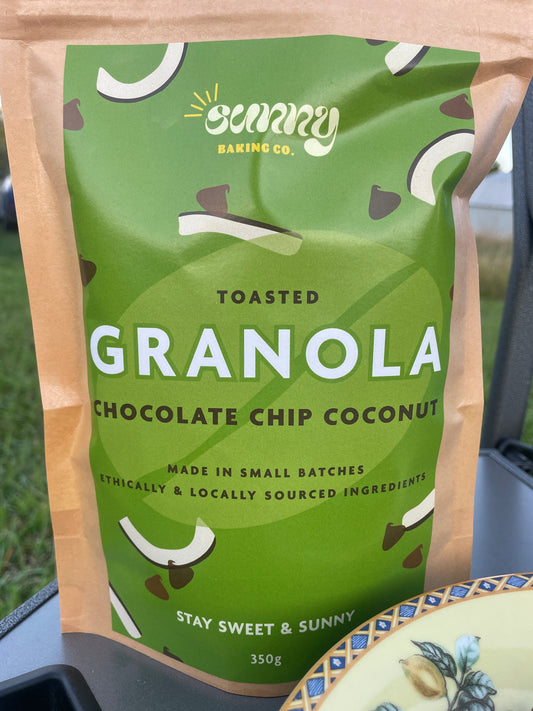 sunny
BAKING CO.
TOASTED
GRANOLA
CHOCOLATE CHIP COCONUT
MADE IN SMALL BATCHES
ETHICALLY & LOCALLY SOURCED INGREDIENTS
STAY SWEET & SUNNY
350g